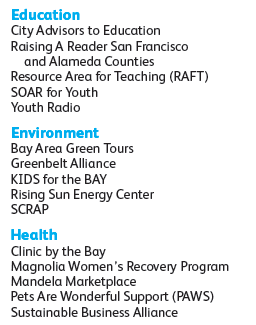 Education
City Advisors to Education
Raising A Reader San Francisco
and Alameda Counties
Resource Area for Teaching (RAFT)
SOAR for Youth
Youth Radio
Environment
Bay Area Green Tours
Greenbelt Alliance
KIDS for the BAY
Rising Sun Energy Center
SCRAP
Health
Clinic by the Bay
Magnolia Women's Recovery Program
Mandela Marketplace
Pets Are Wonderful Support (PAWS)
Sustainable Business Alliance